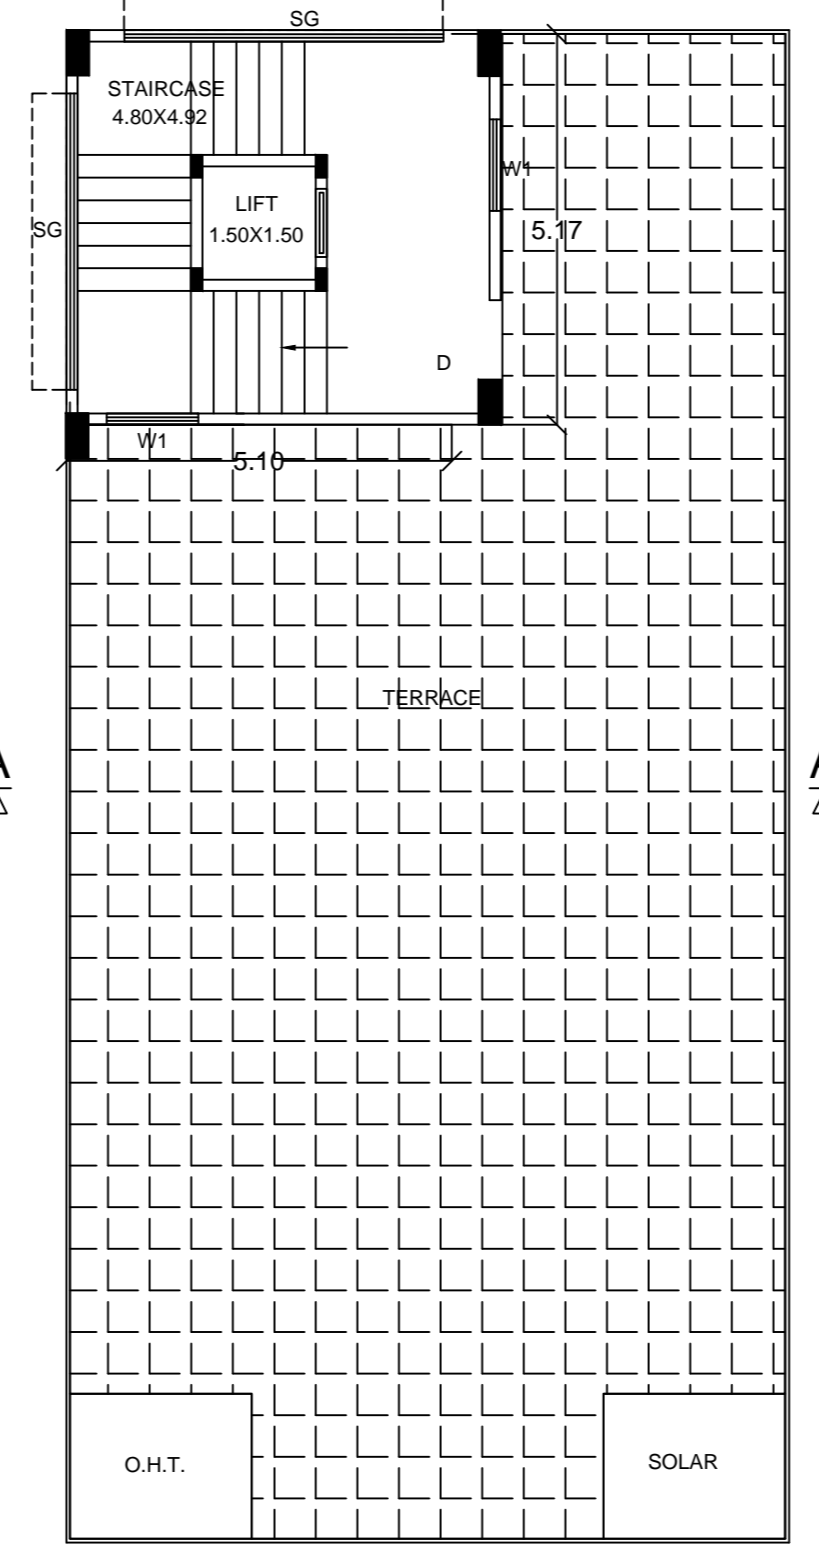 SG
STAIRCASE
4.80X4.92
W1
LIFT
1.50X1.50
SG
5.17
D
W1
5.10
TERRACE
A
A
O.H.T.
SOLAR